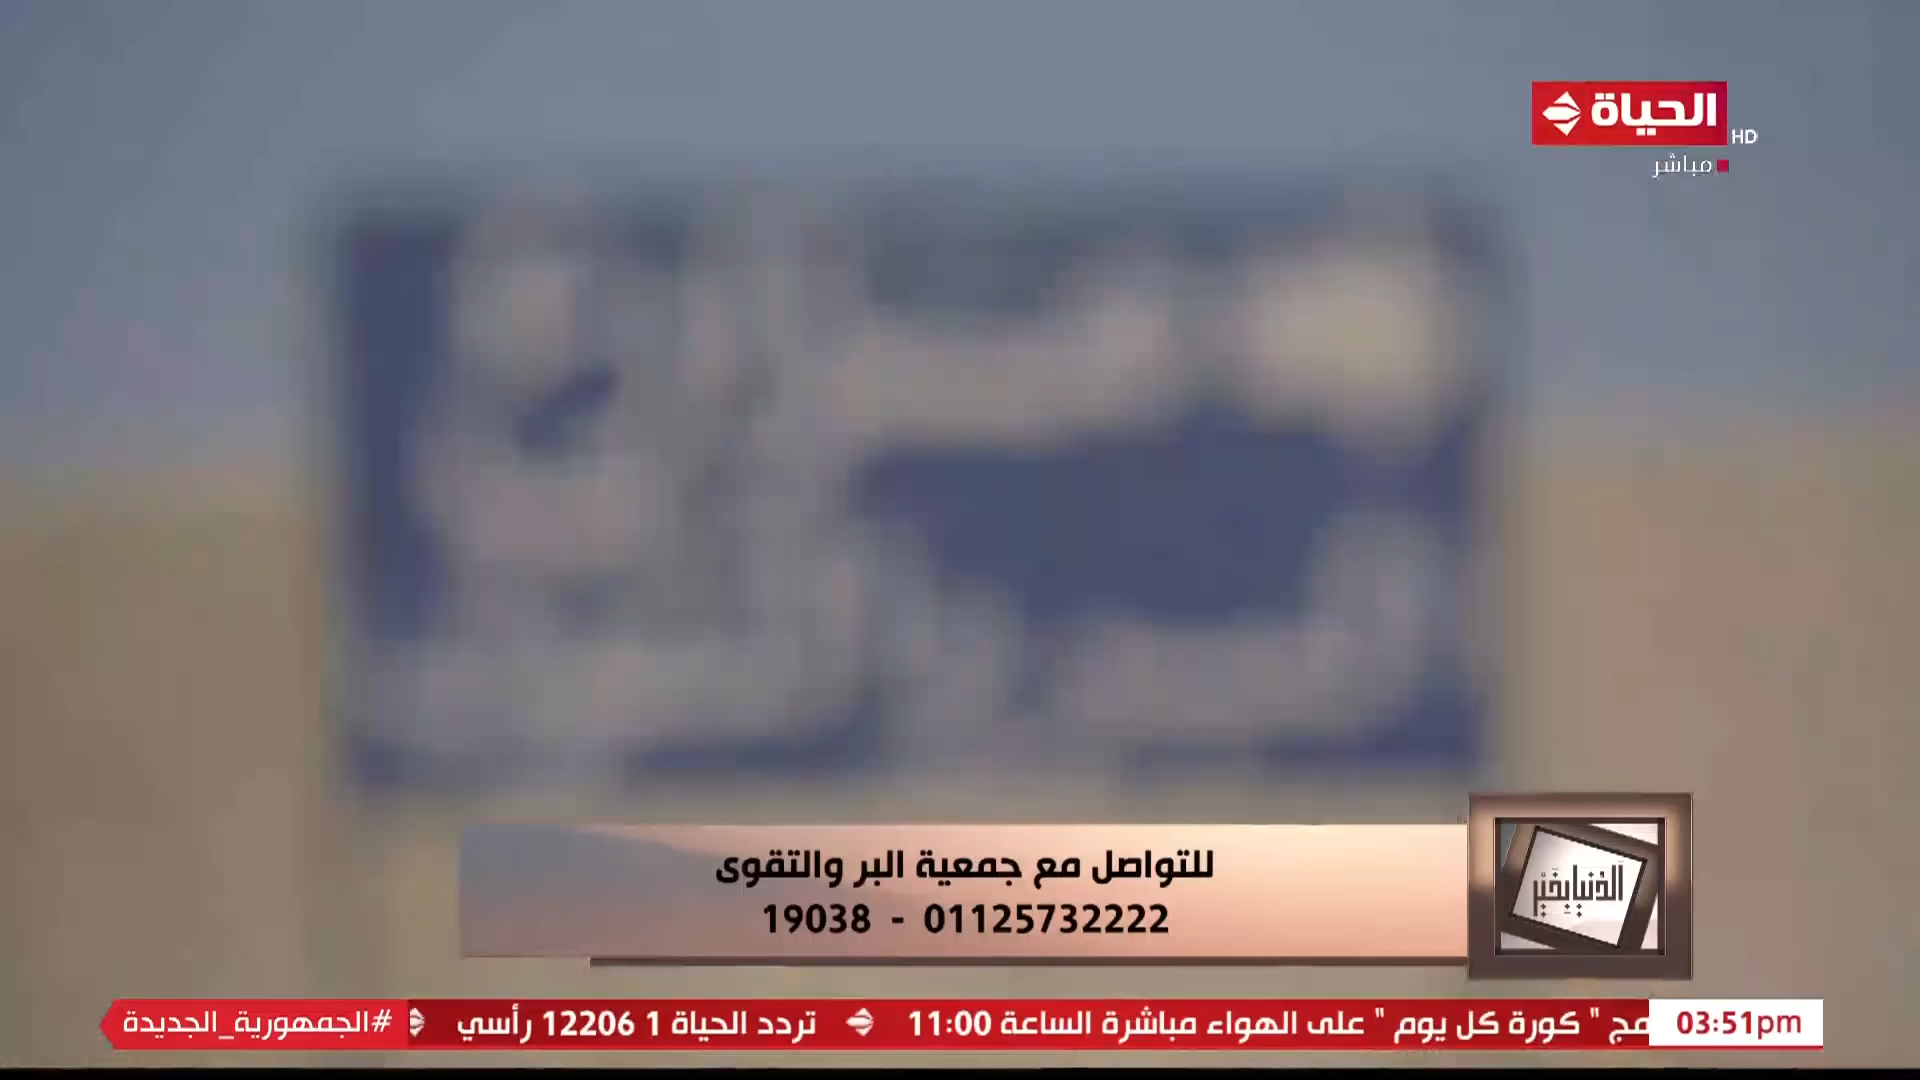 الحياة
HD
مباشر
للتواصل مع جمعية البر والتقوى
19038 - 01125732222
الدنيا بخير
03:51pm
مج " كورة كل يوم " على الهواء مباشرة الساعة 11:00
تردد الحياة 1 12206 رأسي
#الجمهورية_الجديدة